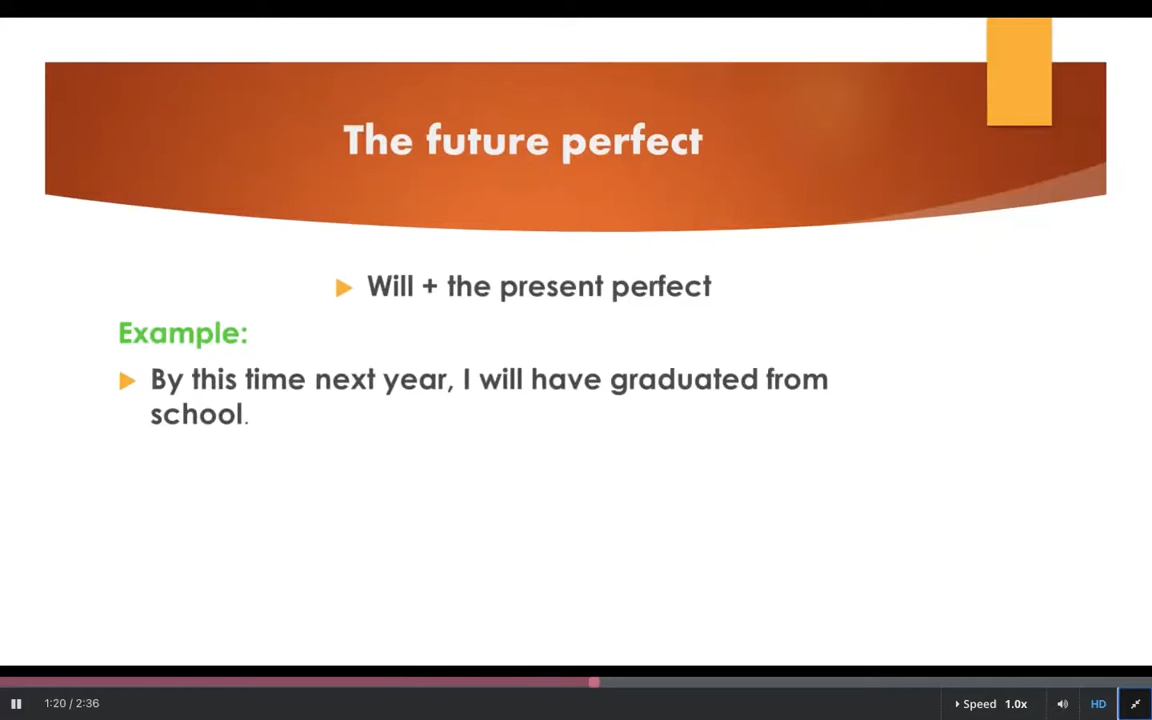 The future perfect
Will + the present perfect
Example:
By this time next year, I will have graduated from
school.
1:20 / 2:36
Speed 1.0x
HD